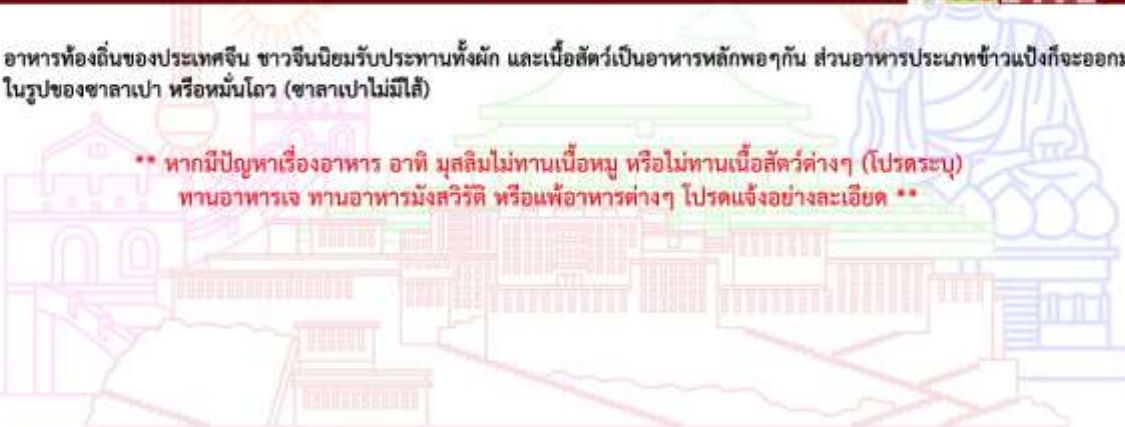 อาหารท้องถิ่นของประเทศจีน ชาวจีนนิยมรับประทานทั้งผัก และเนื้อสัตว์เป็นอาหารหลักพอๆกัน ส่วนอาหารประเภทข้าวแป้งก็จะออกม
ในรูปของซาลาเปา หรือหมั่นโถว (ซาลาเปาไม่มีไส้)
** หากมีปัญหาเรื่องอาหาร อาทิ มุสลิมไม่ทานเนื้อหมู หรือไม่ทานเนื้อสัตว์ต่างๆ (โปรดระบุ)
ทานอาหารเจ ทานอาหารมังสวิรัติ หรือแพ้อาหารต่างๆ โปรดแจ้งอย่างละเอียด **